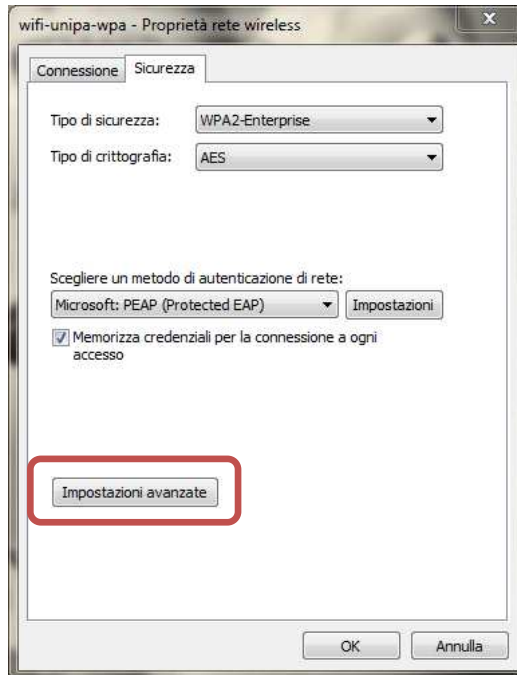 wifi-unipa-wpa - Proprietà rete wireless
x
Connessione
Sicurezza
Tipo di sicurezza:
WPA2-Enterprise
Tipo di crittografia:
AES
Scegliere un metodo di autenticazione di rete:
Microsoft: PEAP (Protected EAP)
Impostazioni
Memorizza credenziali per la connessione a ogni
accesso
Impostazioni avanzate
OK
Annulla